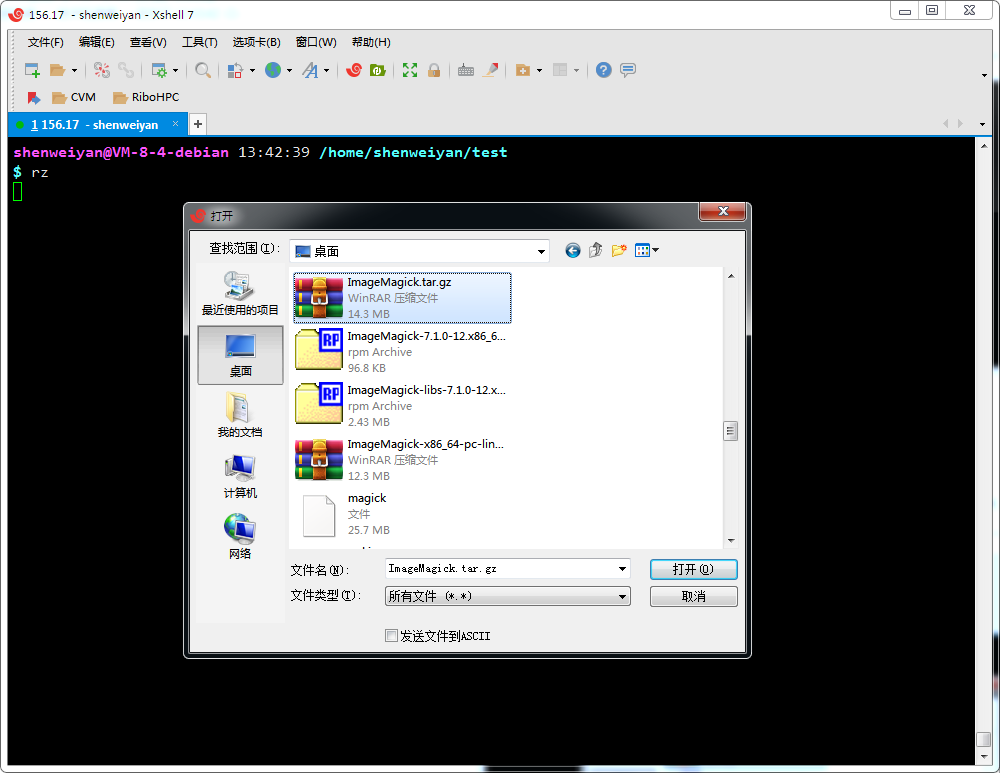 156.17 - shenweiyan - Xshell 7
文件(F) 编辑(E) 查看(V) 工具(T) 选项卡(B) 窗口(W) 帮助(H)
CVM RiboHPC
1 156.17 - shenweiyan × +
shenweiyan@VM-8-4-debian 13:42:39 /home/shenweiyan/test
$ rz
打开
查找范围(I): 桌面
最近使用的项目
桌面
我的文档
计算机
网络
ImageMagick.tar.gz
WinRAR 压缩文件
14.3 MB
RP
ImageMagick-7.1.0-12.x86_6...
rpm Archive
96.8 KB
RP
ImageMagick-libs-7.1.0-12.x...
rpm Archive
2.43 MB
ImageMagick-x86_64-pc-lin...
WinRAR 压缩文件
12.3 MB
magick
文件
25.7 MB
文件名(N): ImageMagick.tar.gz 打开(O)
文件类型(T): 所有文件 (*.*) 取消
发送文件到ASCII